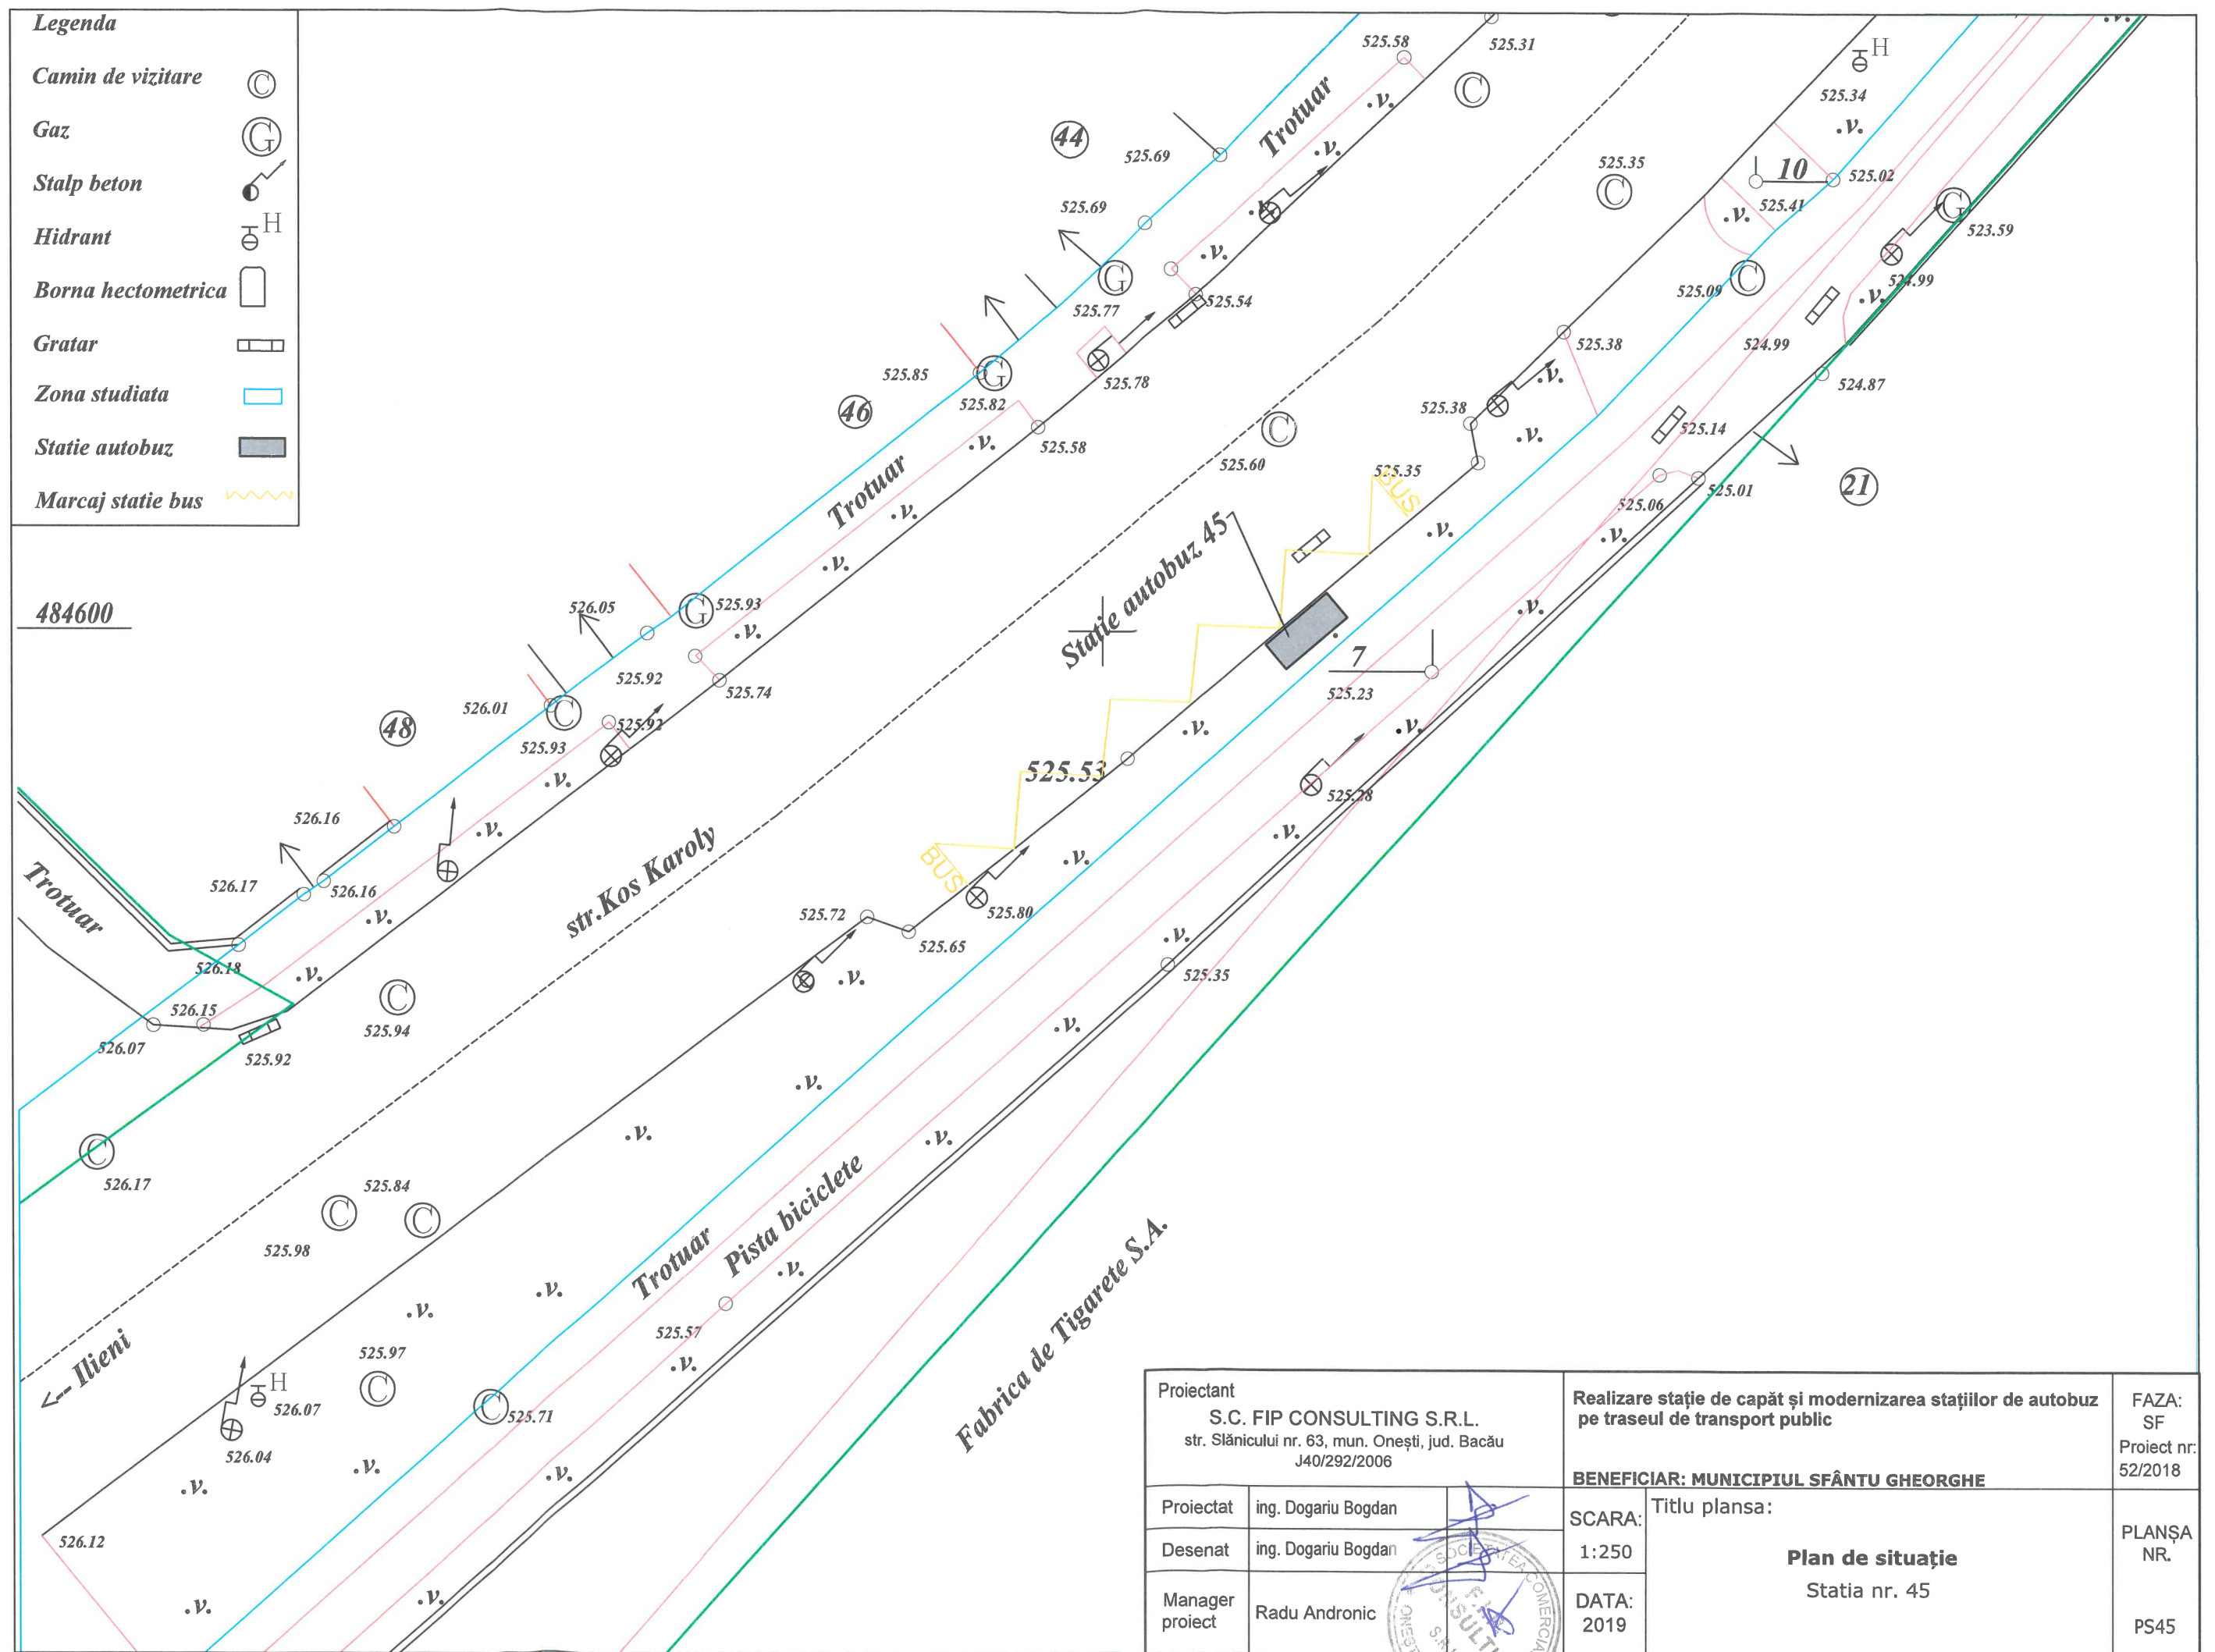 Legenda
Camin de vizitare C
Gaz G
Stalp beton
Hidrant H
Borna hectometrica
Gratar
Zona studiata
Statie autobuz
Marcaj statie bus
484600
525.58
525.31
C
Trotuar
44
525.69
525.69
G
525.77
525.54
525.78
525.85
G
525.82
46
525.58
Trotuar
C
525.60
525.35
C
H
525.34
10
525.02
525.41
G
523.59
524.99
C
525.09
524.99
525.38
525.38
524.87
525.14
525.01
525.06
21
525.35
BUS
Statie autobuz 45
7
525.23
525.28
526.05
G
525.93
525.92
525.74
526.01
C
525.93
525.92
48
526.16
526.17
526.16
526.18
Trotuar
526.15
526.07
525.92
C
525.94
str.Kos Karoly
525.53
BUS
525.80
525.72
525.65
525.35
C
526.17
525.84
C
C
525.98
<-- Ilieni
525.97
C
H
526.07
526.04
C
525.71
526.12
Trotuar
Pista biciclete
525.57
Fabrica de Tigarete S.A.
Proiectant
S.C. FIP CONSULTING S.R.L.
str. Slănicului nr. 63, mun. Onești, jud. Bacău
J40/292/2006
Realizare stație de capăt și modernizarea stațiilor de autobuz
pe traseul de transport public
BENEFICIAR: MUNICIPIUL SFÂNTU GHEORGHE
FAZA:
SF
Proiect nr:
52/2018
Proiectat ing. Dogariu Bogdan
Desenat ing. Dogariu Bogdan
Manager
proiect Radu Andronic
SCARA:
1:250
DATA:
2019
Titlu plansa:
Plan de situație
Statia nr. 45
PLANȘA
NR.
PS45
SOCIETATEA COMERCIA